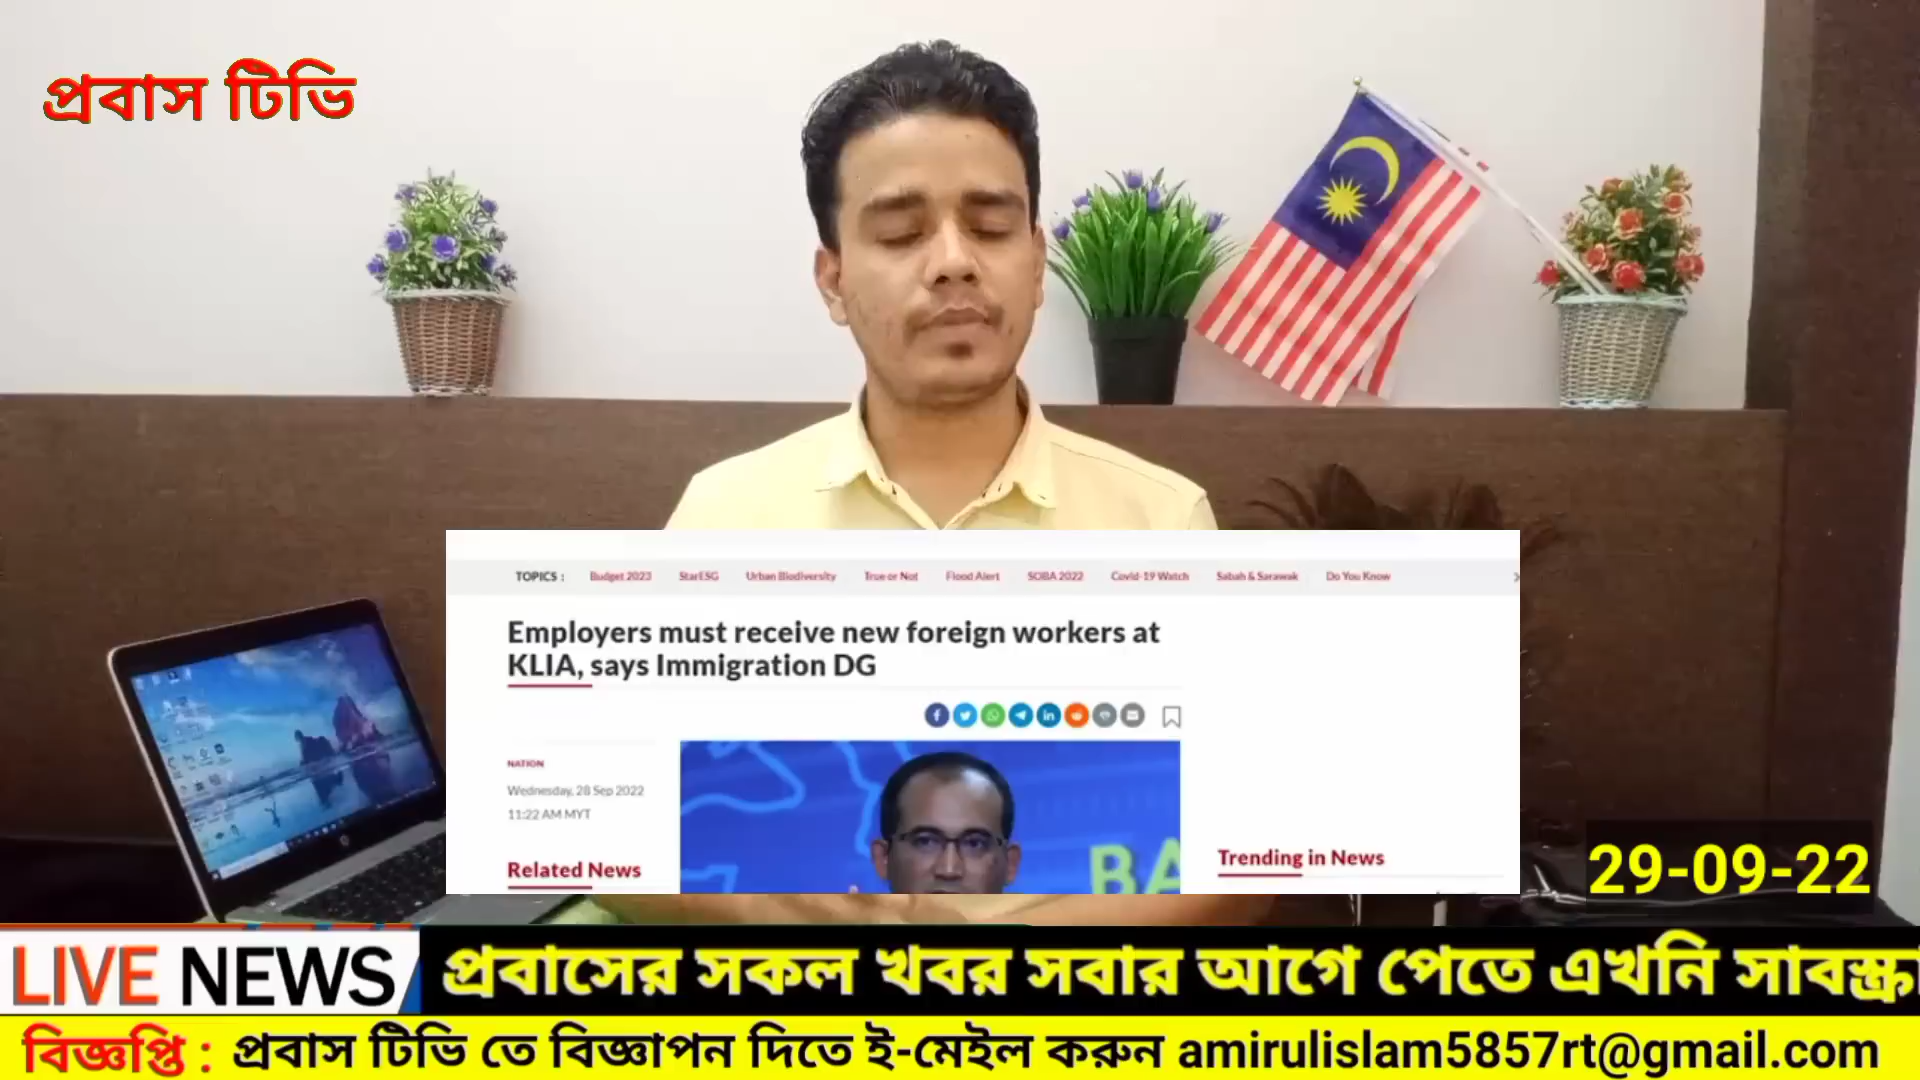 প্রবাস টিভি
TOPICS :  Budget 2023  StarESG  Urban Biodiversity  True or Not  Flood Alert  SOBA 2022  Covid-19 Watch  Sabah & Sarawak  Do You Know
Employers must receive new foreign workers at
KLIA, says Immigration DG
NATION
Wednesday, 28 Sep 2022
11:22 AM MYT
Related News
BA
Trending in News
29-09-22
LIVE NEWS
প্রবাসের সকল খবর সবার আগে পেতে এখনি
বিজ্ঞপ্তি : প্রবাস টিভি তে বিজ্ঞাপন দিতে ই-মেইল করুন amirulislam5857rt@gmail.com